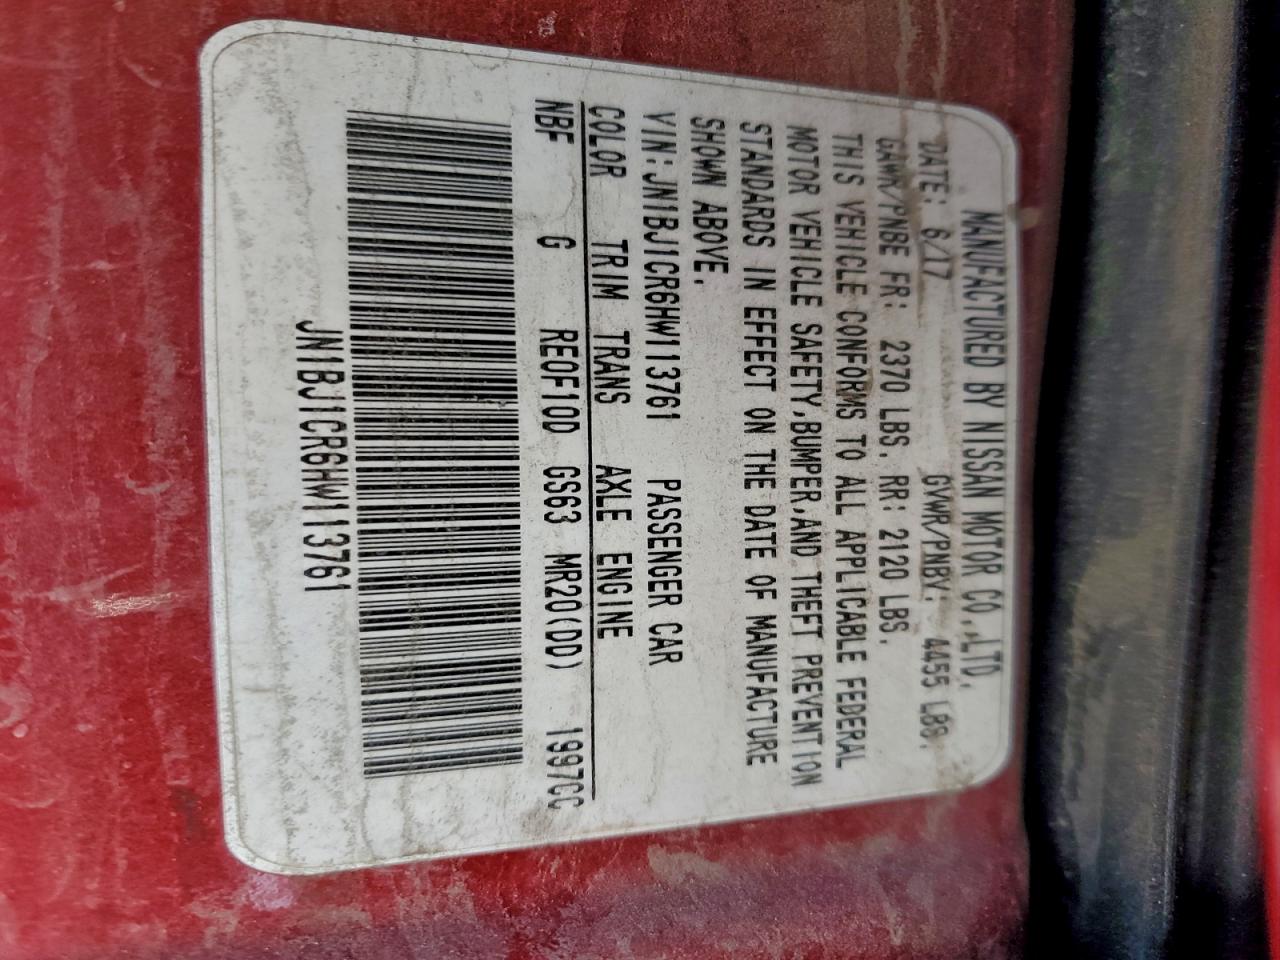 MANUFACTURED BY NISSAN MOTOR CO.,LTD.
DATE: 6/17 GVWR/PNBV: 4455 LBS.
GAWR/PNBE FR: 2370 LBS. RR: 2120 LBS.
THIS VEHICLE CONFORMS TO ALL APPLICABLE FEDERAL
MOTOR VEHICLE SAFETY,BUMPER,AND THEFT PREVENTION
STANDARDS IN EFFECT ON THE DATE OF MANUFACTURE
SHOWN ABOVE.
VIN:JN1BJ1CR6HW113761 PASSENGER CAR
COLOR TRIM TRANS AXLE ENGINE
NBF G RE0F10D GS63 MR20(DD) 1997CC
JN1BJ1CR6HW113761